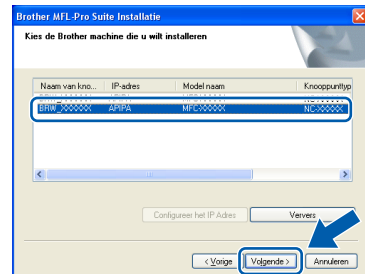 Brother MFL-Pro Suite Installatie
Kies de Brother machine die u wilt installeren
Naam van kno... IP-adres Model naam Knooppunttyp
BRW_XXXXXX APIPA MFC-XXXXX NC-XXXXX
Configureer het IP Adres Ververs
< Vorige Volgende > Annuleren